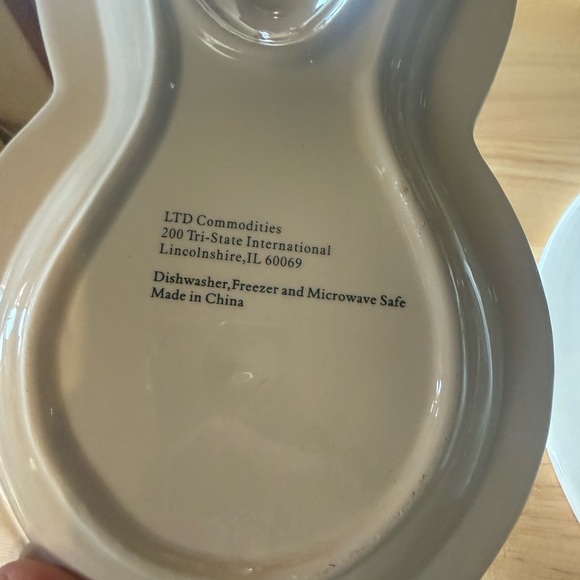 LTD Commodities
200 Tri-State International
Lincolnshire,IL 60069
Dishwasher,Freezer and Microwave Safe
Made in China